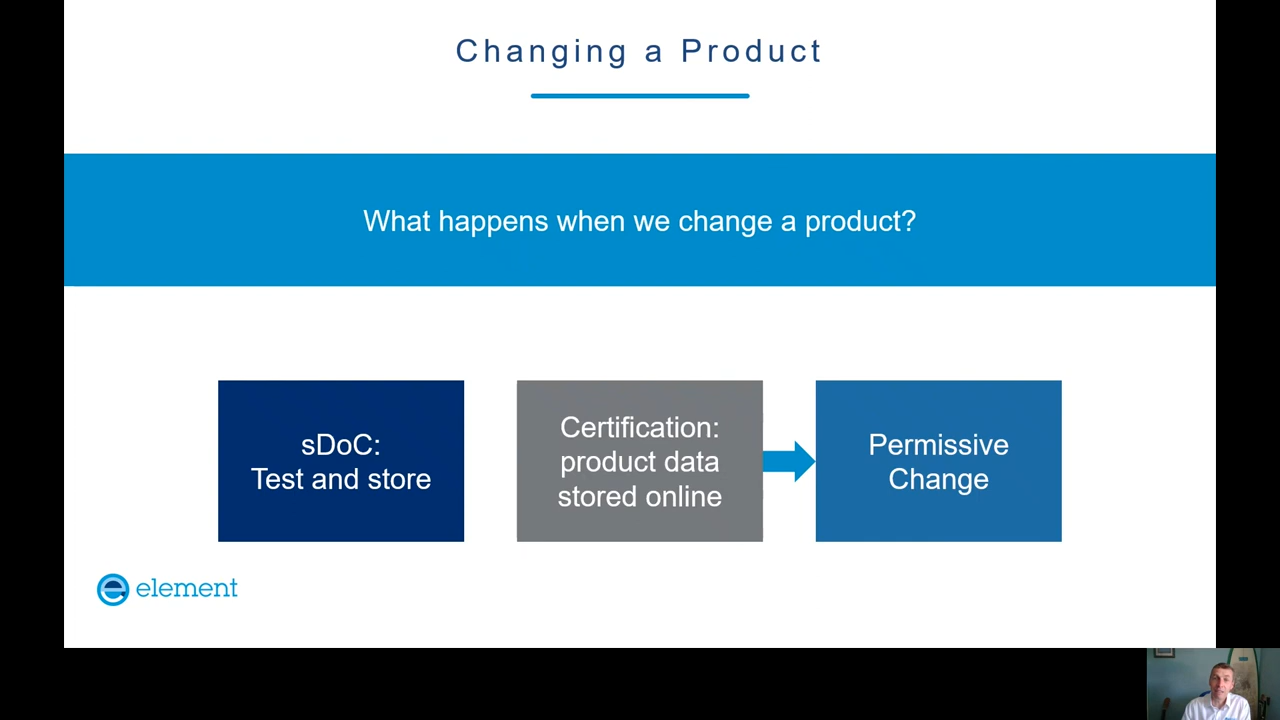 Changing a Product
What happens when we change a product?
sDoC:
Test and store
Certification:
product data
stored online
Permissive
Change
element